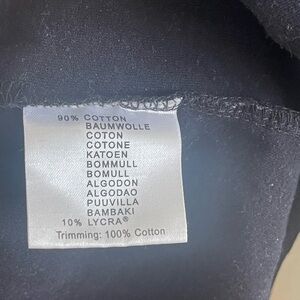 90% COTTON
BAUMWOLLE
COTON
COTONE
KATOEN
BOMMULL
BOMULL
ALGODON
ALGODAO
PUUVILLA
BAMBAKI
10% LYCRA®
Trimming: 100% Cotton